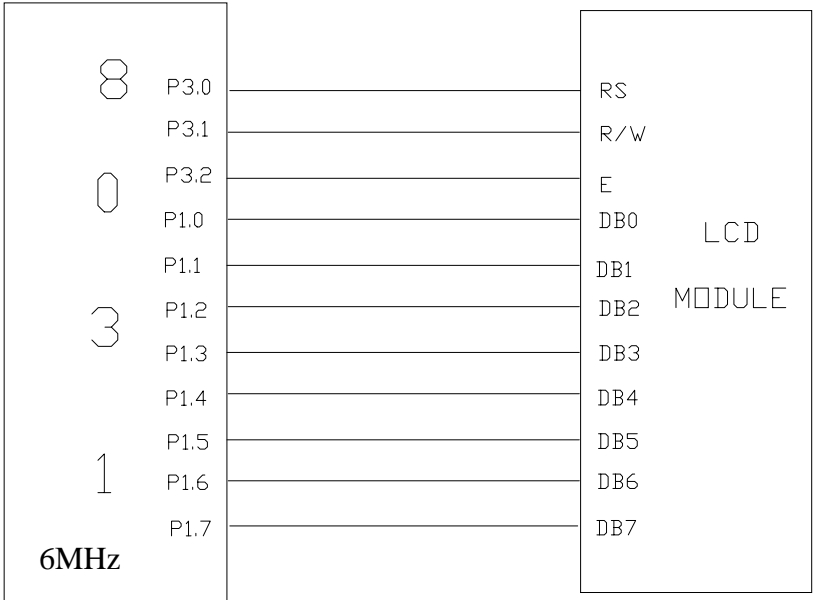 8
0
3
1
P3.0
P3.1
P3.2
P1.0
P1.1
P1.2
P1.3
P1.4
P1.5
P1.6
P1.7
6MHz
RS
R/W
E
DB0
DB1
DB2
DB3
DB4
DB5
DB6
DB7
LCD
MODULE